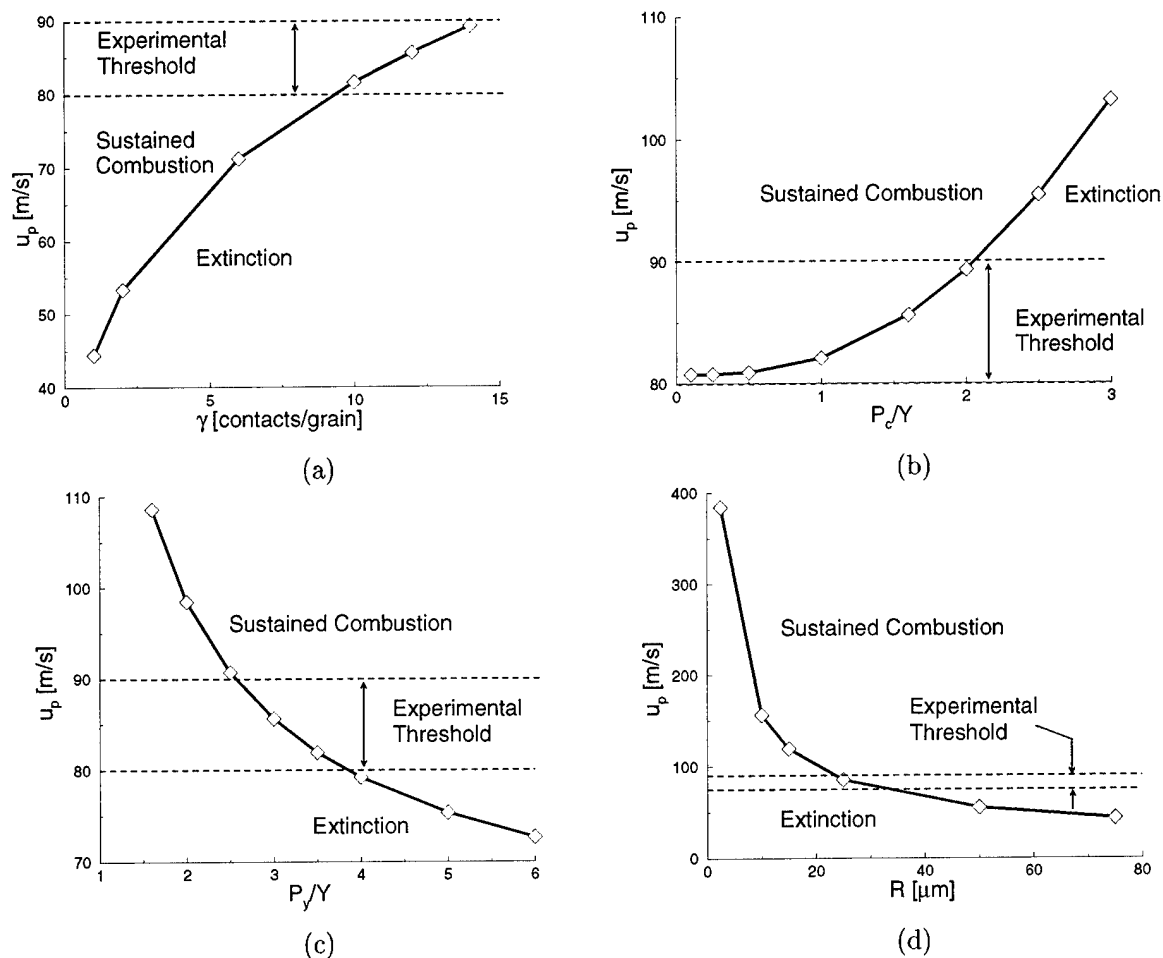 90
80
70
60
50
40
u_p [m/s]
Experimental
Threshold
Sustained
Combustion
Extinction
0
5
10
15
γ [contacts/grain]
(a)
110
100
90
80
u_p [m/s]
Sustained Combustion
Extinction
Experimental
Threshold
1
2
3
P_c/Y
(b)
110
100
90
80
70
u_p [m/s]
Sustained Combustion
Experimental
Threshold
Extinction
1
2
3
4
5
6
P_y/Y
(c)
400
300
200
100
0
u_p [m/s]
Sustained Combustion
Experimental
Threshold
Extinction
0
20
40
60
80
R [μm]
(d)